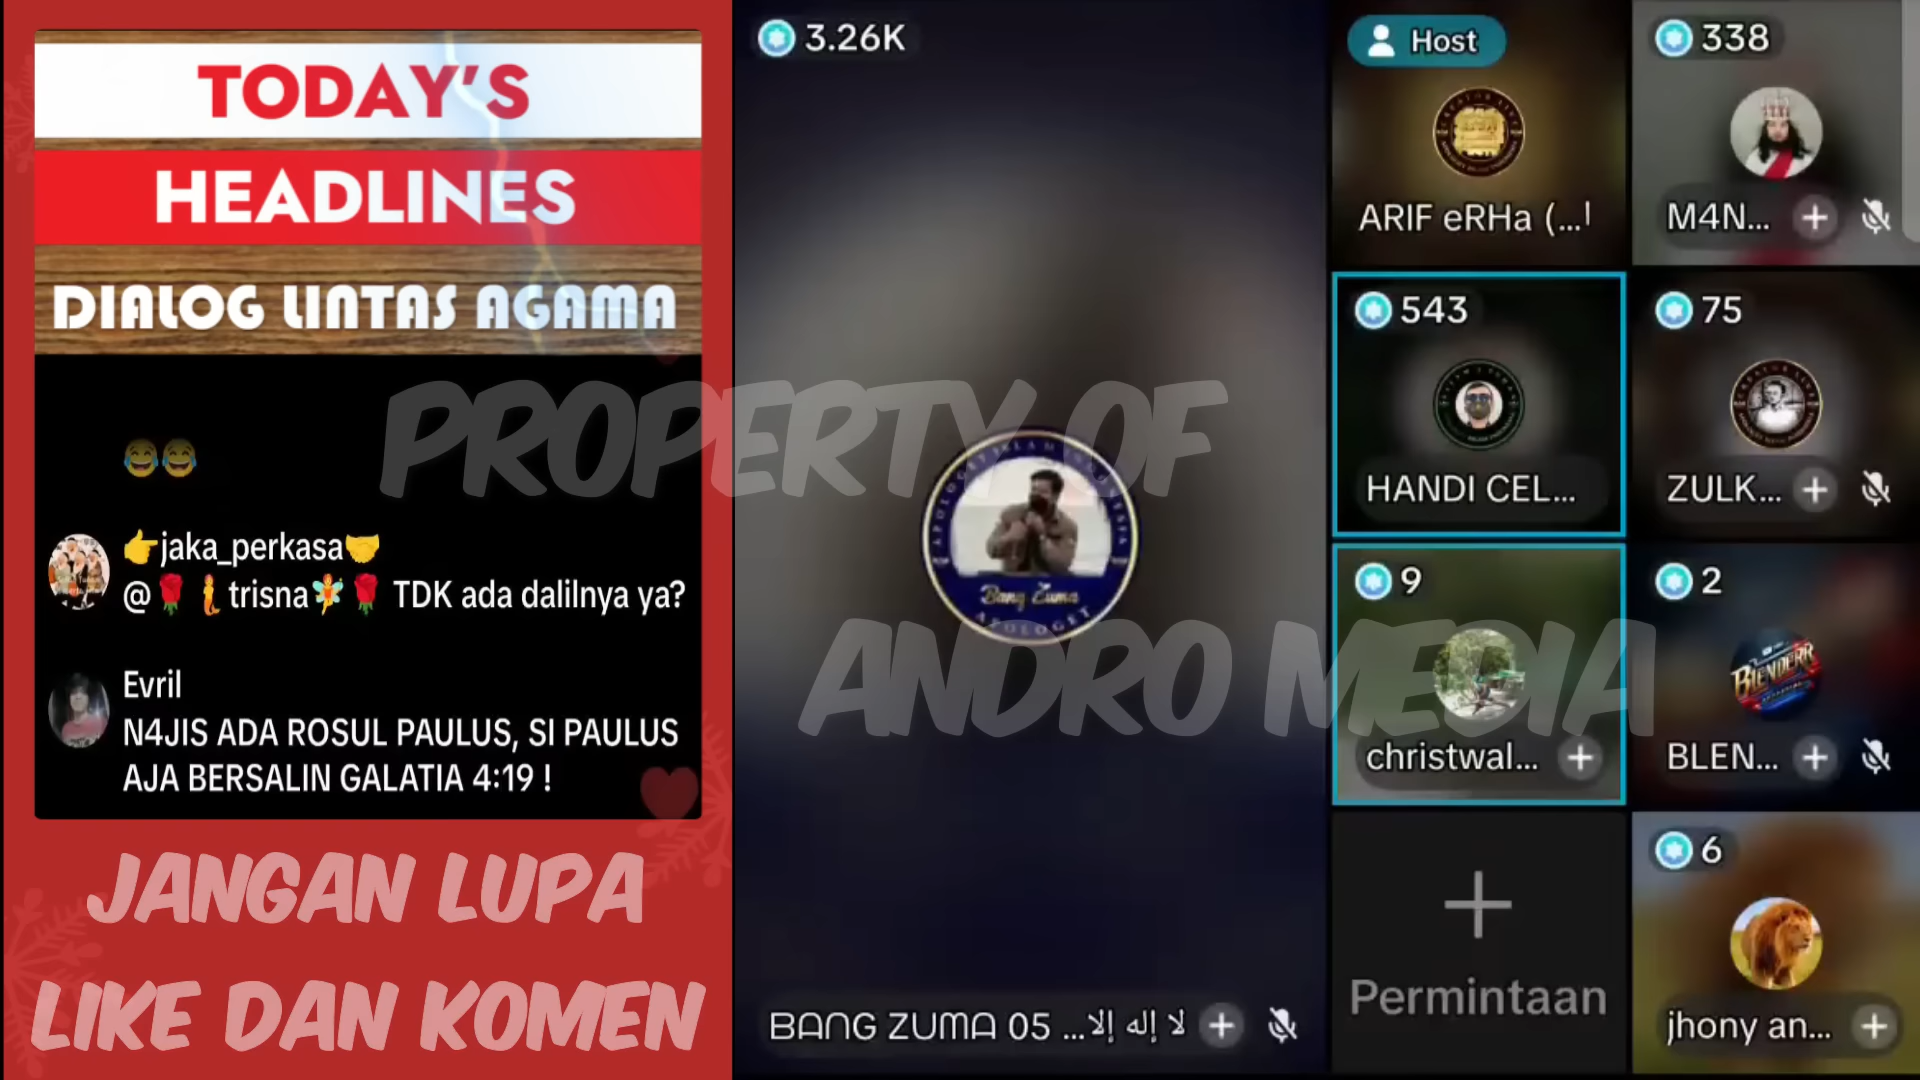 TODAY'S
HEADLINES
DIALOG LINTAS AGAMA
😂😂
👉jaka_perkasa🤝
@🌹🧜‍♀️trisna🧚🌹 TDK ada dalilnya ya?
Evril
N4JIS ADA ROSUL PAULUS, SI PAULUS
AJA BERSALIN GALATIA 4:19 !
JANGAN LUPA
LIKE DAN KOMEN
PROPERTY OF
ANDRO MEDIA
3.26K
Bang Zuma
APOLOGET
BANG ZUMA 05 ...لا إله إلا
Host
ARIF eRHa (...ا
338
M4N...
543
HANDI CEL...
75
ZULK...
9
christwal...
2
BLENDERR
BLEN...
Permintaan
6
jhony an...